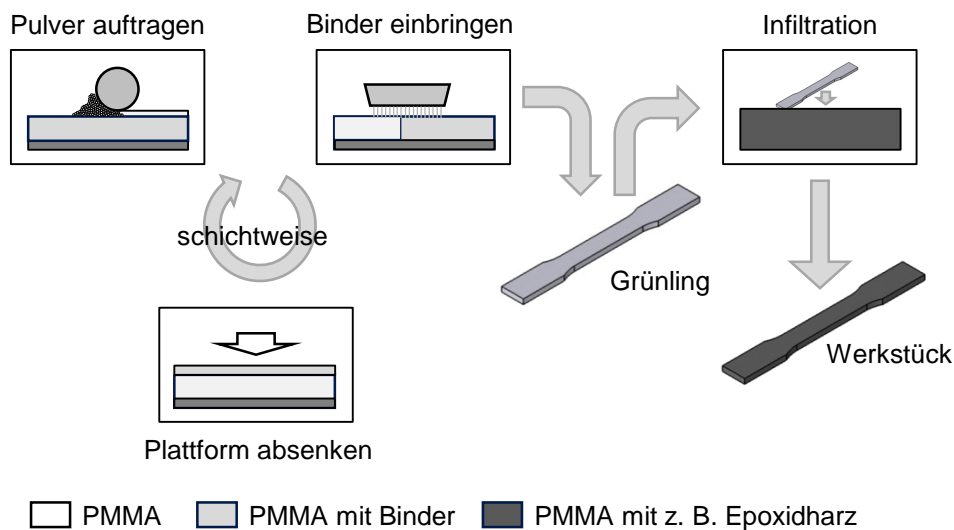 Pulver auftragen
Binder einbringen
Infiltration
schichtweise
Grünling
Werkstück
Plattform absenken
PMMA
PMMA mit Binder
PMMA mit z. B. Epoxidharz